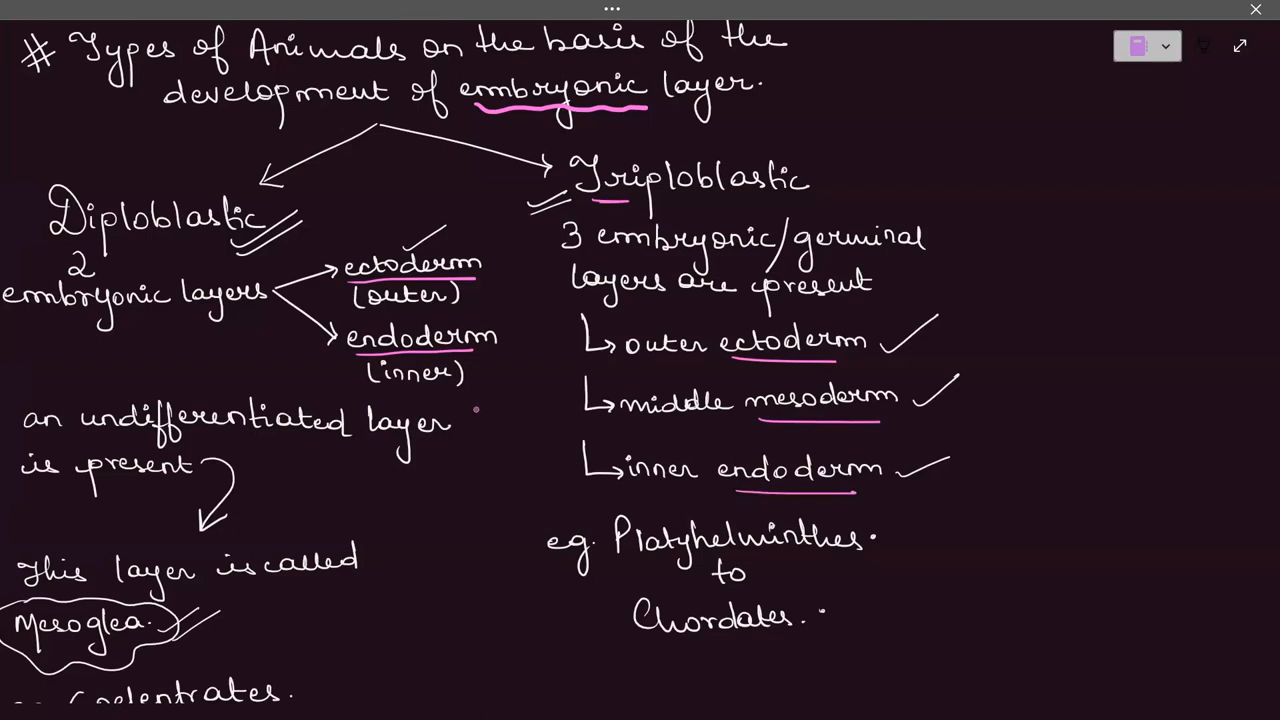 # Types of Animals on the basis of the
development of embryonic layer.
Diploblastic
2
embryonic layers
ectoderm
(outer)
endoderm
(inner)
an undifferentiated layer
is present
This layer is called
Mesoglea.
Coelentrates.
Triploblastic
3 embryonic/germinal
layers are present
outer ectoderm
middle mesoderm
inner endoderm
eg. Platyhelminthes.
to
Chordates.